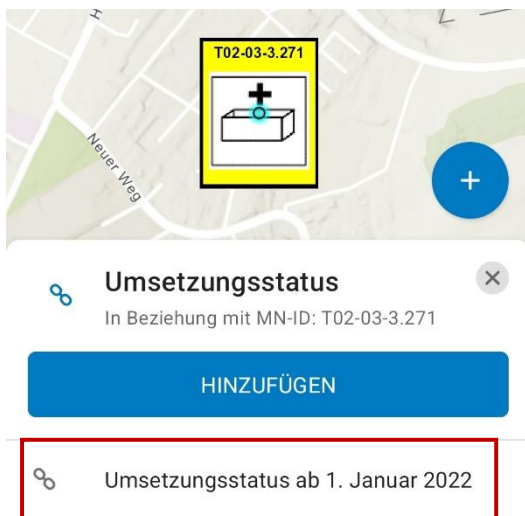 H
T02-03-3.271
Neuer Weg
+
Umsetzungsstatus
In Beziehung mit MN-ID: T02-03-3.271
HINZUFÜGEN
Umsetzungsstatus ab 1. Januar 2022